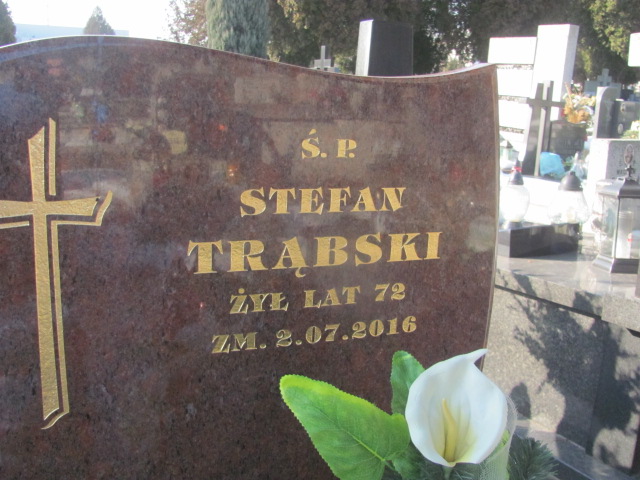 Ś. P.
STEFAN
TRĄBSKI
ŻYŁ LAT 72
ZM. 2.07.2016